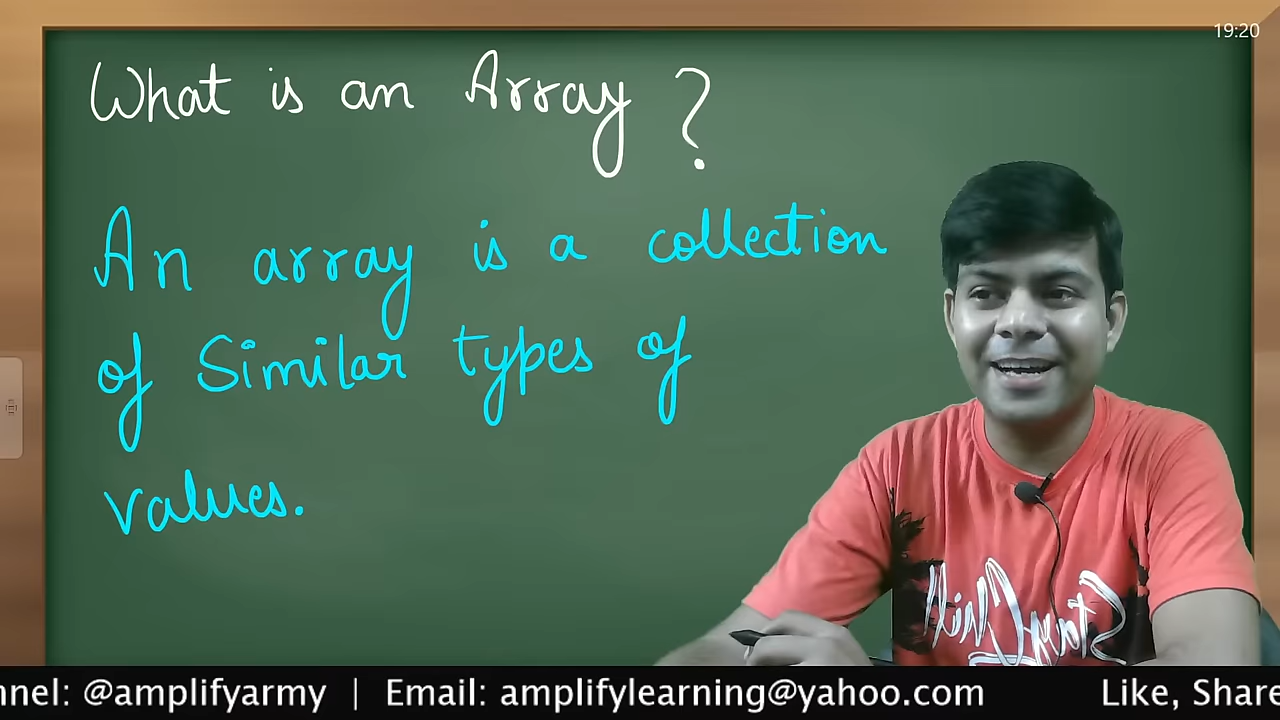 19:20
What is an Array ?
An array is a collection
of Similar types of
values.
nnel: @amplifyarmy | Email: amplifylearning@yahoo.com Like, Share